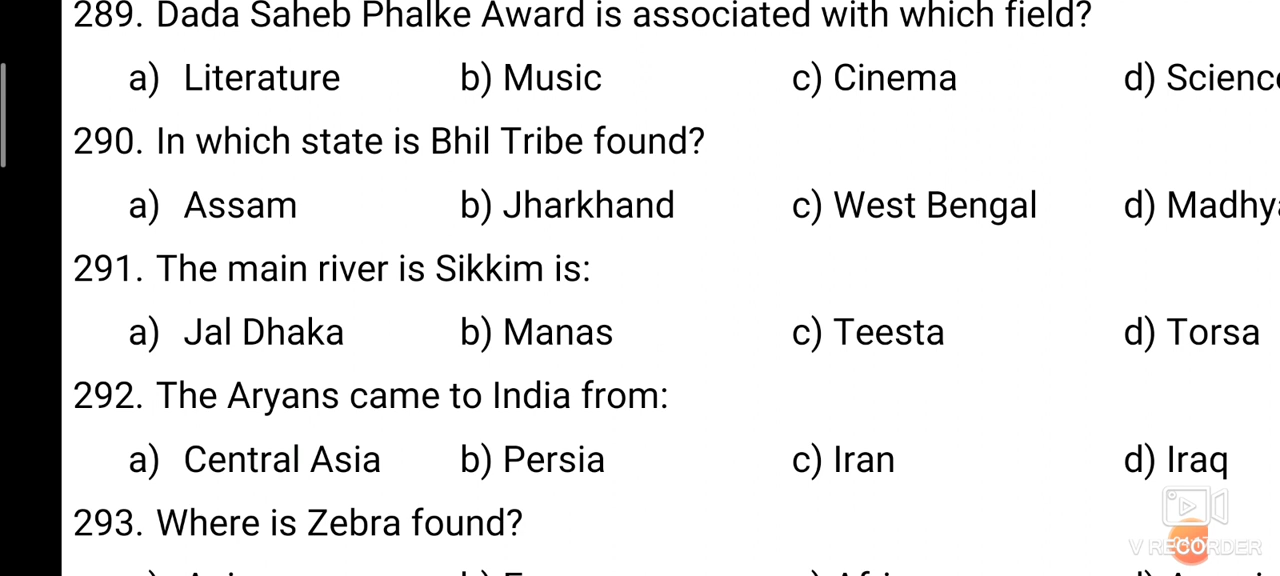 289. Dada Saheb Phalke Award is associated with which field?
a) Literature b) Music c) Cinema d) Scienc
290. In which state is Bhil Tribe found?
a) Assam b) Jharkhand c) West Bengal d) Madhy
291. The main river is Sikkim is:
a) Jal Dhaka b) Manas c) Teesta d) Torsa
292. The Aryans came to India from:
a) Central Asia b) Persia c) Iran d) Iraq
293. Where is Zebra found?
V RECORDER